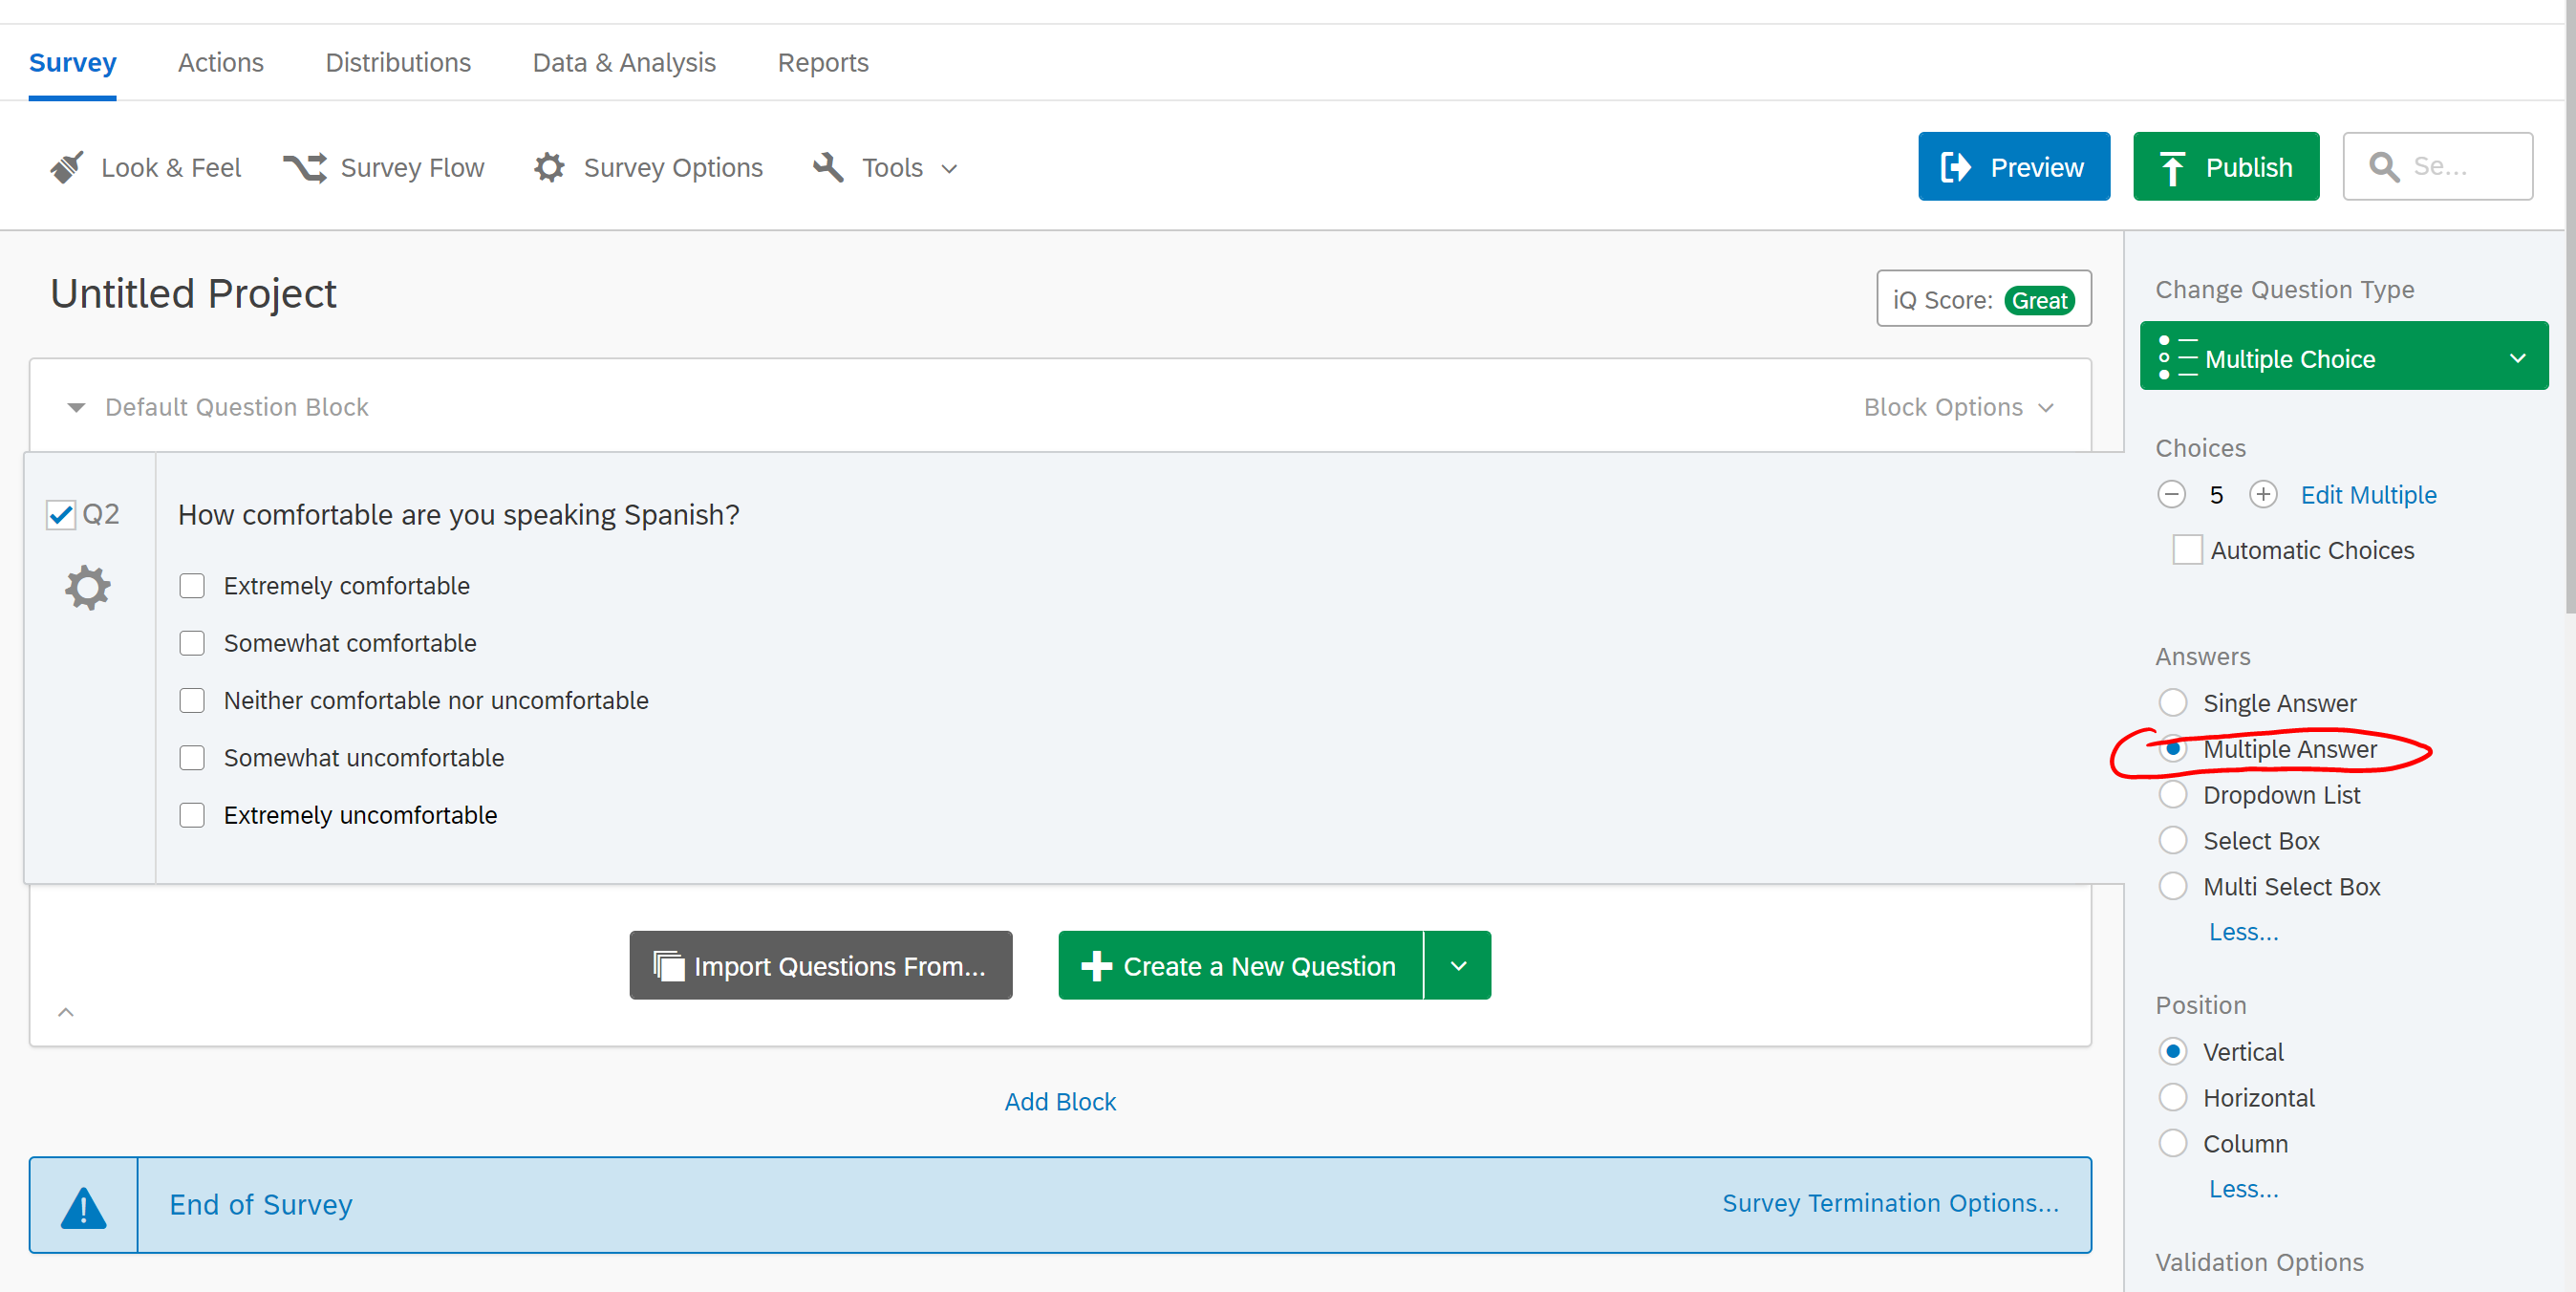 Survey Actions Distributions Data & Analysis Reports
Look & Feel Survey Flow Survey Options Tools Preview Publish Se...
Untitled Project
iQ Score: Great
Default Question Block Block Options
Q2 How comfortable are you speaking Spanish?
Extremely comfortable
Somewhat comfortable
Neither comfortable nor uncomfortable
Somewhat uncomfortable
Extremely uncomfortable
Import Questions From... Create a New Question
Add Block
End of Survey Survey Termination Options...
Change Question Type
Multiple Choice
Choices
5 Edit Multiple
Automatic Choices
Answers
Single Answer
Multiple Answer
Dropdown List
Select Box
Multi Select Box
Less...
Position
Vertical
Horizontal
Column
Less...
Validation Options